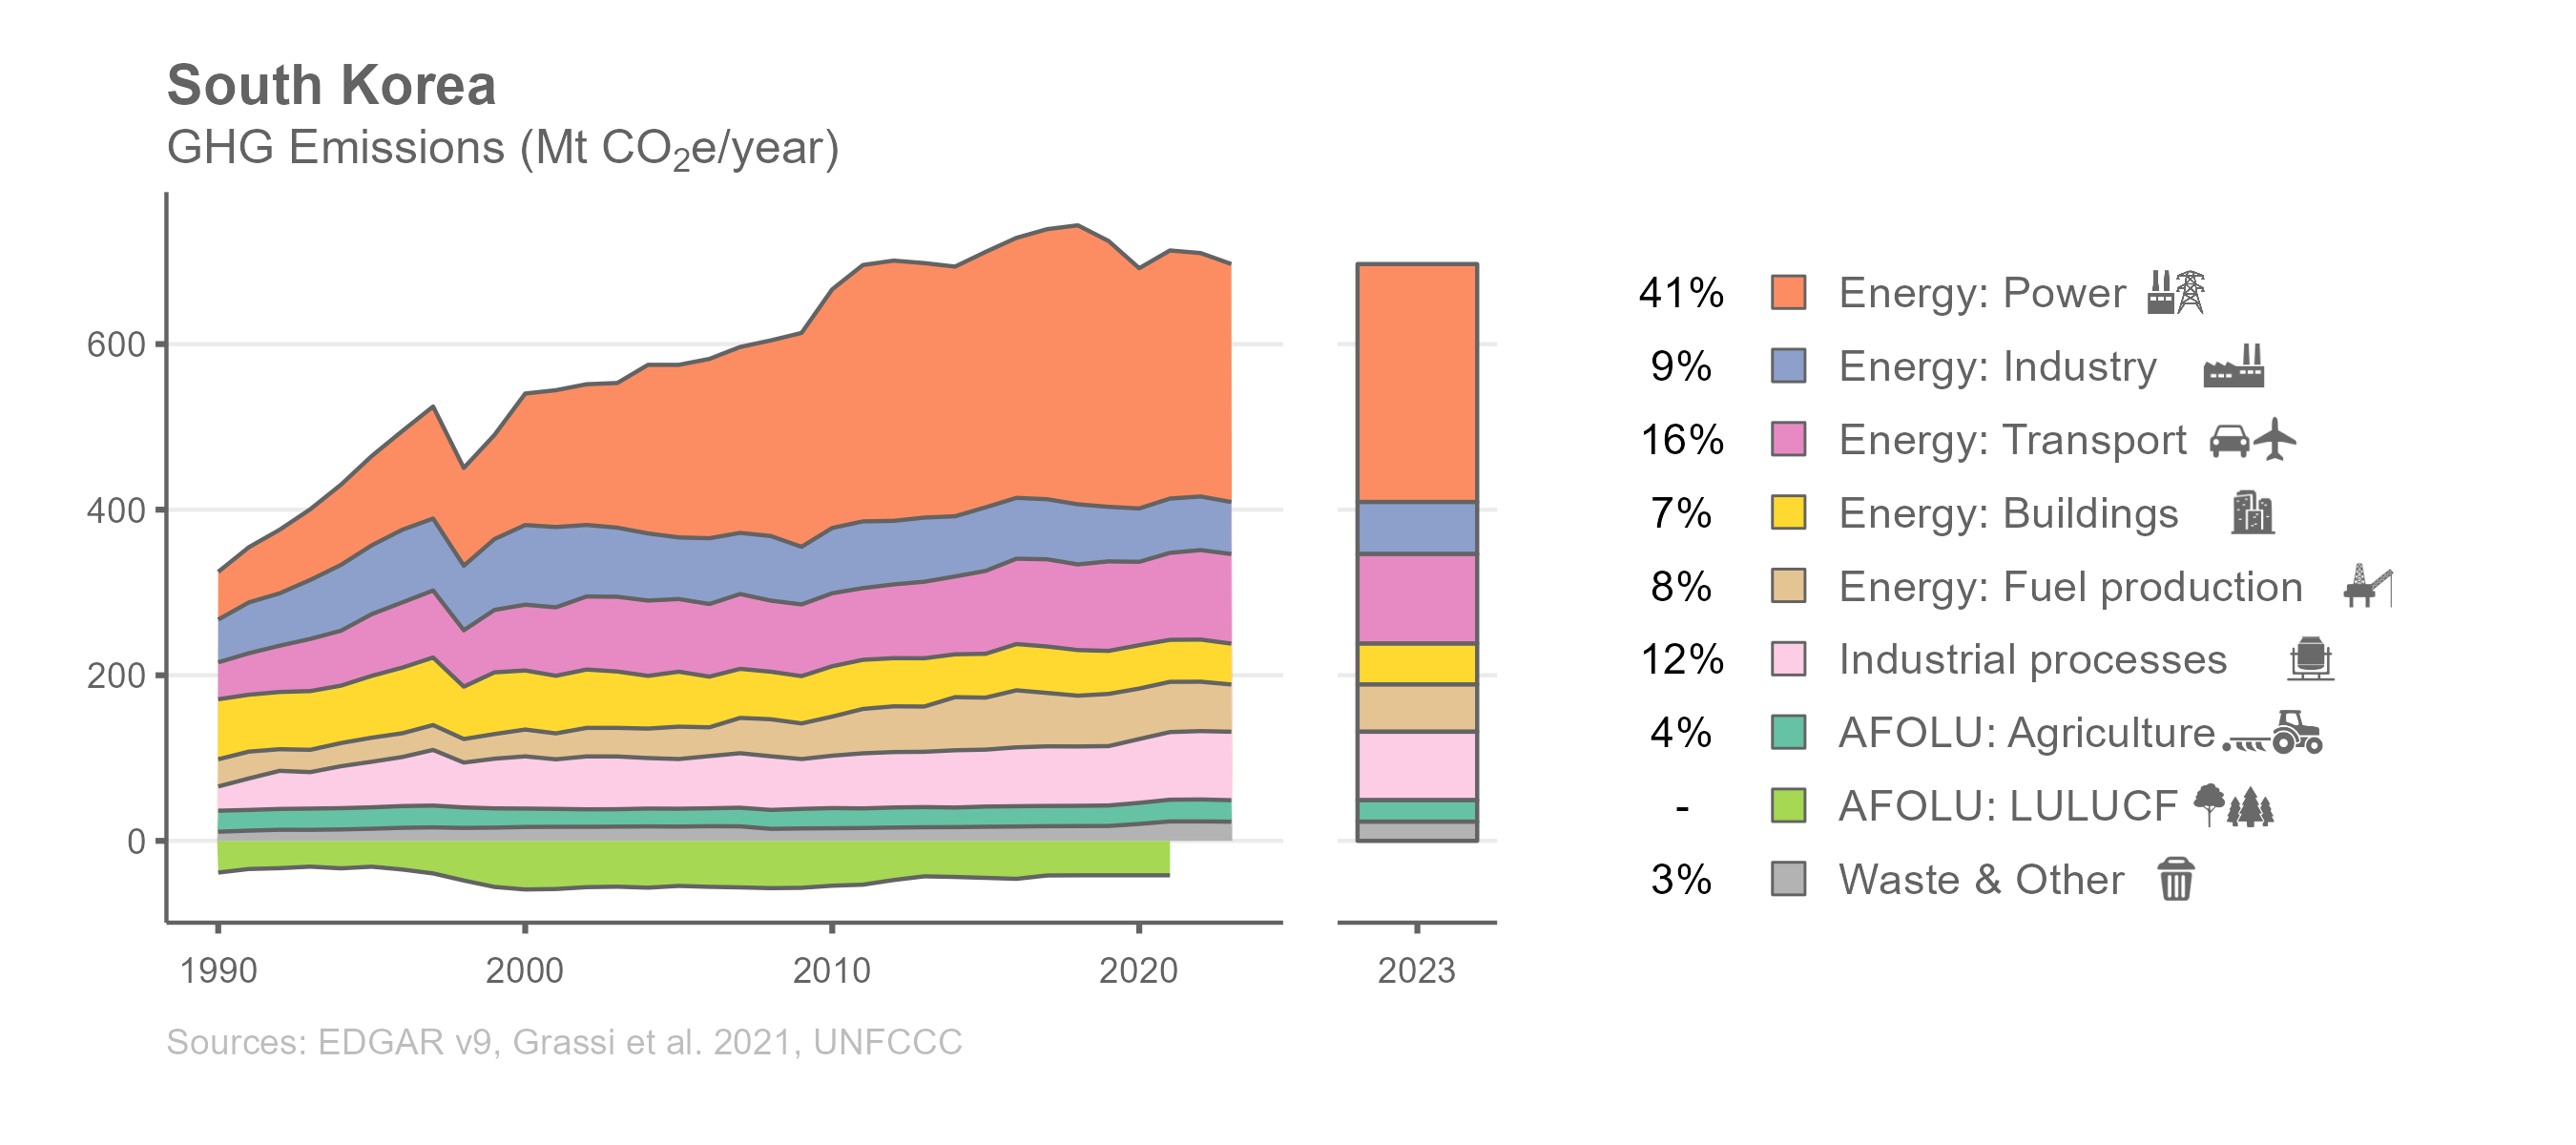 South Korea
GHG Emissions (Mt CO₂e/year)
600
400
200
0
1990 2000 2010 2020 2023
41% Energy: Power
9% Energy: Industry
16% Energy: Transport
7% Energy: Buildings
8% Energy: Fuel production
12% Industrial processes
4% AFOLU: Agriculture
- AFOLU: LULUCF
3% Waste & Other
Sources: EDGAR v9, Grassi et al. 2021, UNFCCC